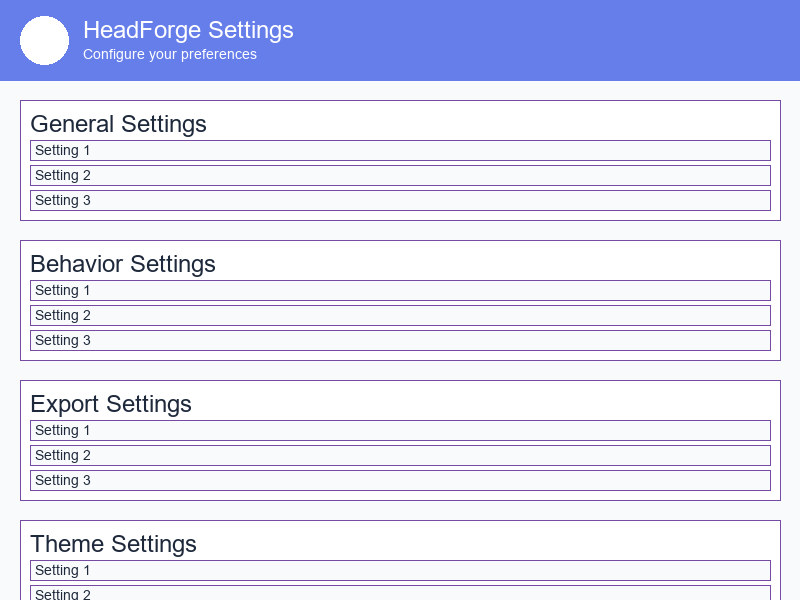 HeadForge Settings
Configure your preferences
General Settings
Setting 1
Setting 2
Setting 3
Behavior Settings
Setting 1
Setting 2
Setting 3
Export Settings
Setting 1
Setting 2
Setting 3
Theme Settings
Setting 1
Setting 2